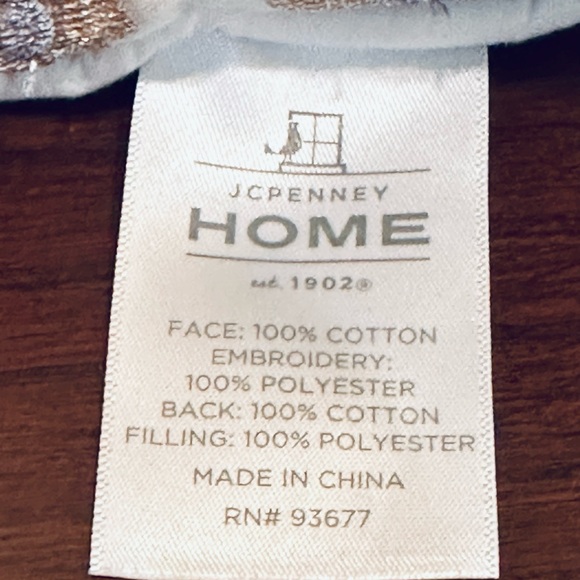 JCPENNEY
HOME
est. 1902®
FACE: 100% COTTON
EMBROIDERY:
100% POLYESTER
BACK: 100% COTTON
FILLING: 100% POLYESTER
MADE IN CHINA
RN# 93677